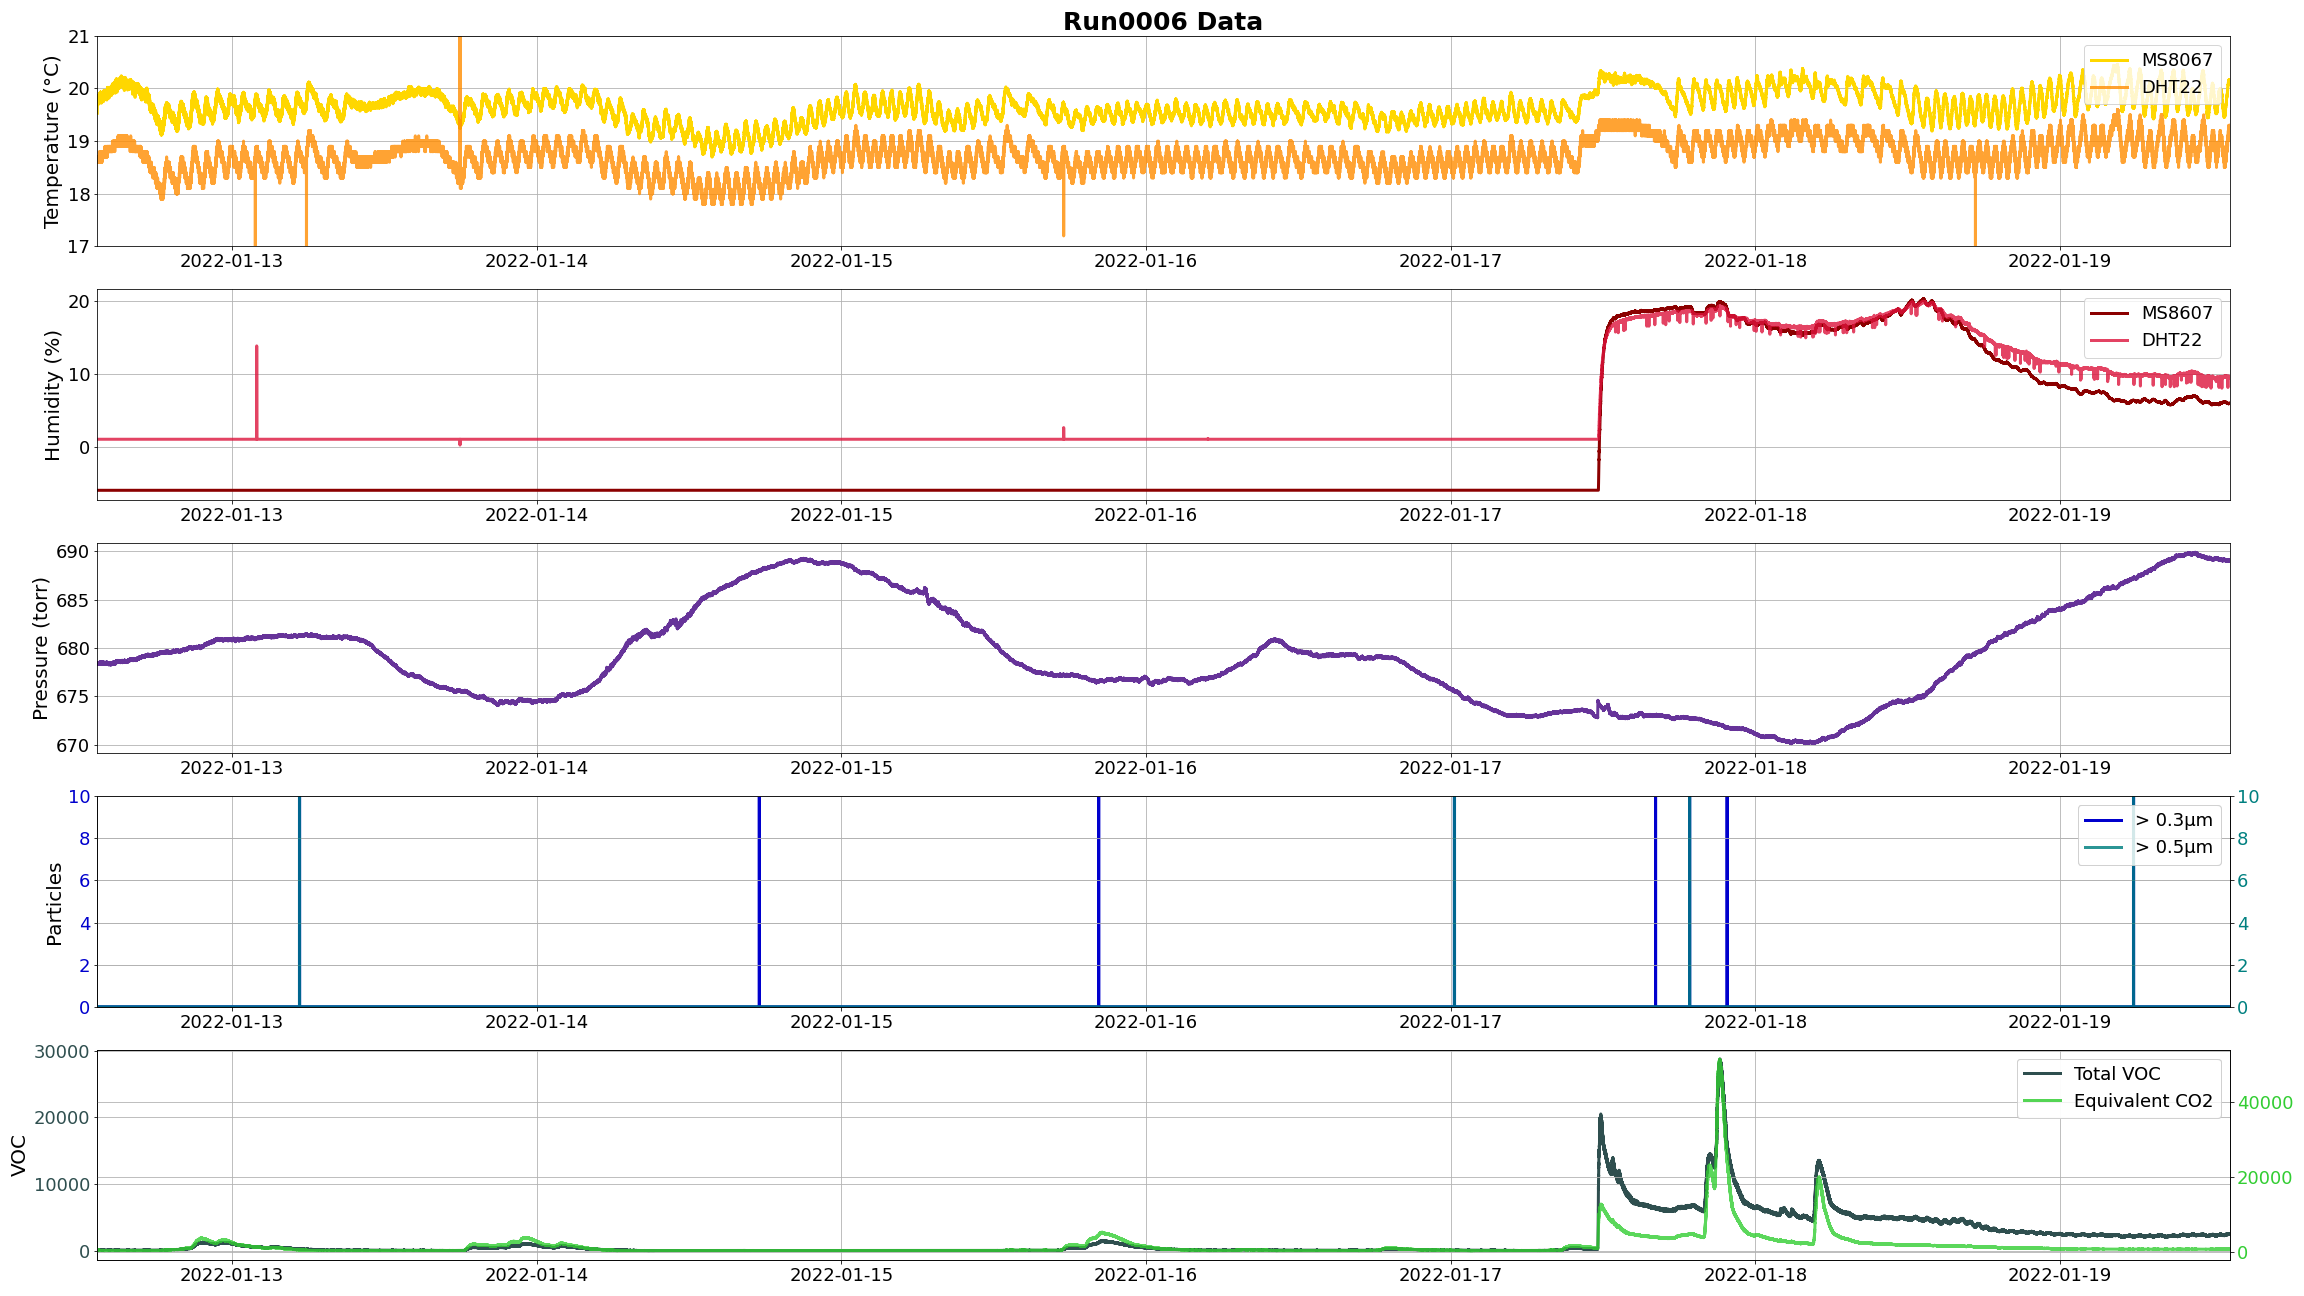 Run0006 Data
Temperature (°C)
21
20
19
18
17
MS8067
DHT22
2022-01-13 2022-01-14 2022-01-15 2022-01-16 2022-01-17 2022-01-18 2022-01-19
Humidity (%)
20
10
0
MS8607
DHT22
2022-01-13 2022-01-14 2022-01-15 2022-01-16 2022-01-17 2022-01-18 2022-01-19
Pressure (torr)
690
685
680
675
670
2022-01-13 2022-01-14 2022-01-15 2022-01-16 2022-01-17 2022-01-18 2022-01-19
Particles
10 10
8 8
6 6
4 4
2 2
0 0
> 0.3μm
> 0.5μm
2022-01-13 2022-01-14 2022-01-15 2022-01-16 2022-01-17 2022-01-18 2022-01-19
VOC
30000
20000
10000
0
Total VOC
Equivalent CO2
40000
20000
0
2022-01-13 2022-01-14 2022-01-15 2022-01-16 2022-01-17 2022-01-18 2022-01-19